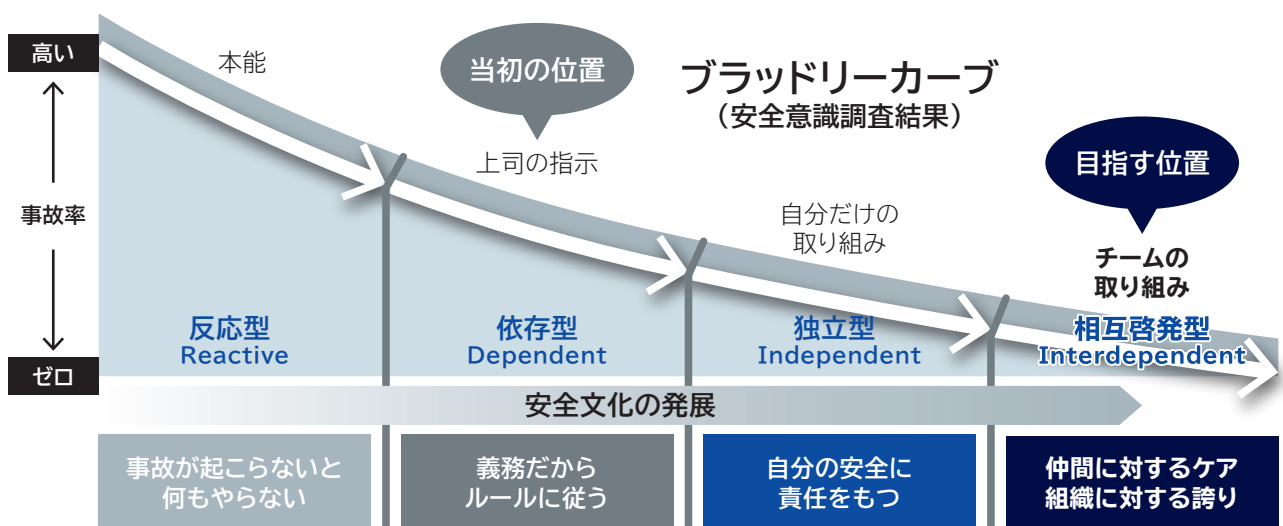 ブラッドリーカーブ
（安全意識調査結果）
高い
事故率
ゼロ
本能
当初の位置
上司の指示
自分だけの
取り組み
目指す位置
チームの
取り組み
反応型
Reactive
依存型
Dependent
独立型
Independent
相互啓発型
Interdependent
安全文化の発展
事故が起こらないと
何もやらない
義務だから
ルールに従う
自分の安全に
責任をもつ
仲間に対するケア
組織に対する誇り